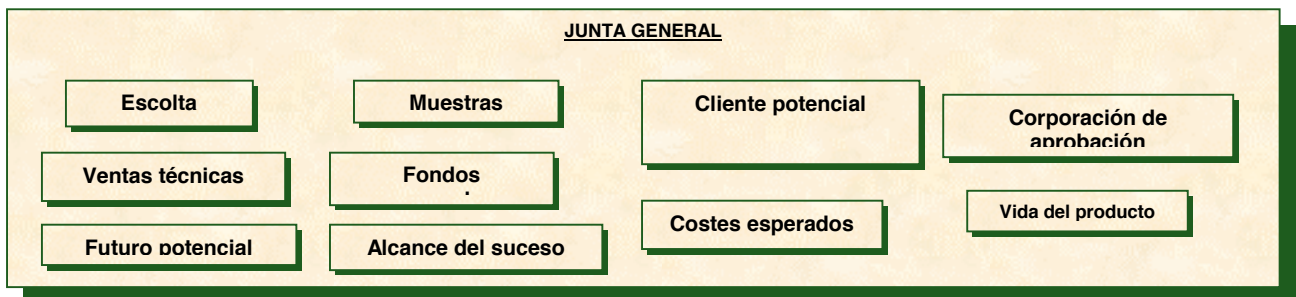 JUNTA GENERAL
Escolta
Muestras
Cliente potencial
Corporación de
aprobación
Ventas técnicas
Fondos
Vida del producto
Costes esperados
Futuro potencial
Alcance del suceso